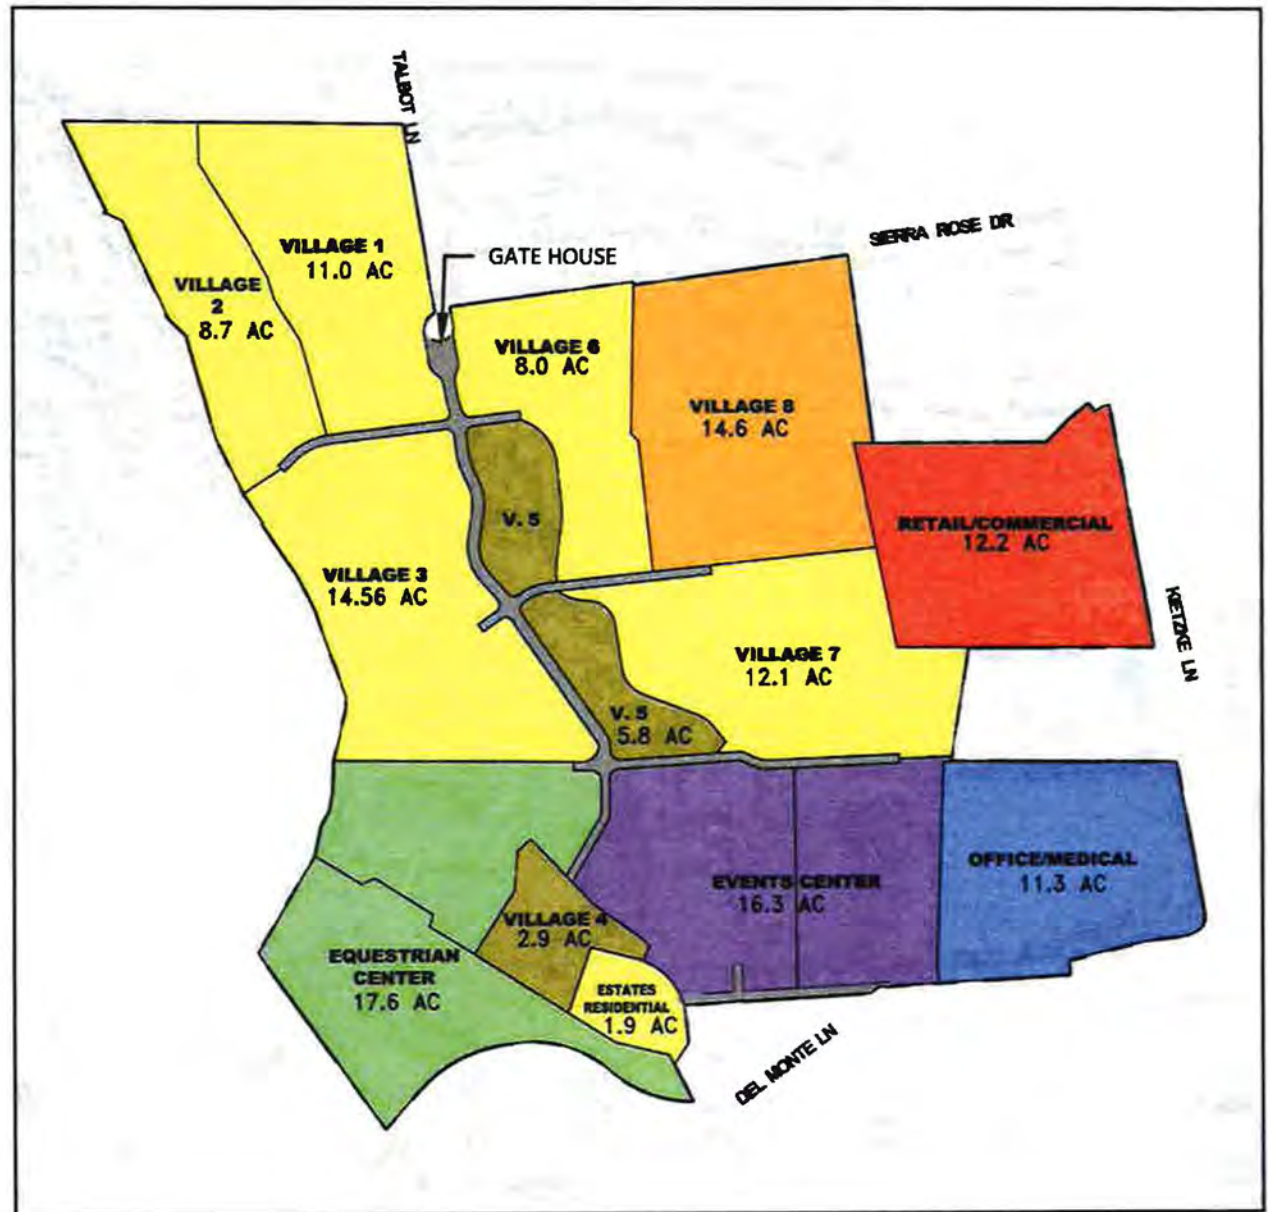 TALBOT LN
SIERRA ROSE DR
VILLAGE 1
11.0 AC
GATE HOUSE
VILLAGE
2
8.7 AC
VILLAGE 6
8.0 AC
VILLAGE 8
14.6 AC
V. 5
RETAIL/COMMERCIAL
12.2 AC
VILLAGE 3
14.56 AC
KIETZKE LN
VILLAGE 7
12.1 AC
V. 5
5.8 AC
OFFICE/MEDICAL
11.3 AC
EVENTS CENTER
16.3 AC
VILLAGE 4
2.9 AC
EQUESTRIAN
CENTER
17.6 AC
ESTATES
RESIDENTIAL
1.9 AC
DEL MONTE LN